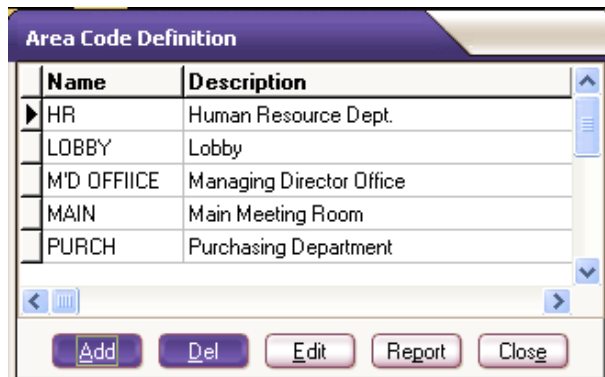 Area Code Definition
Name Description
HR Human Resource Dept.
LOBBY Lobby
M'D OFFIICE Managing Director Office
MAIN Main Meeting Room
PURCH Purchasing Department
Add Del Edit Report Close